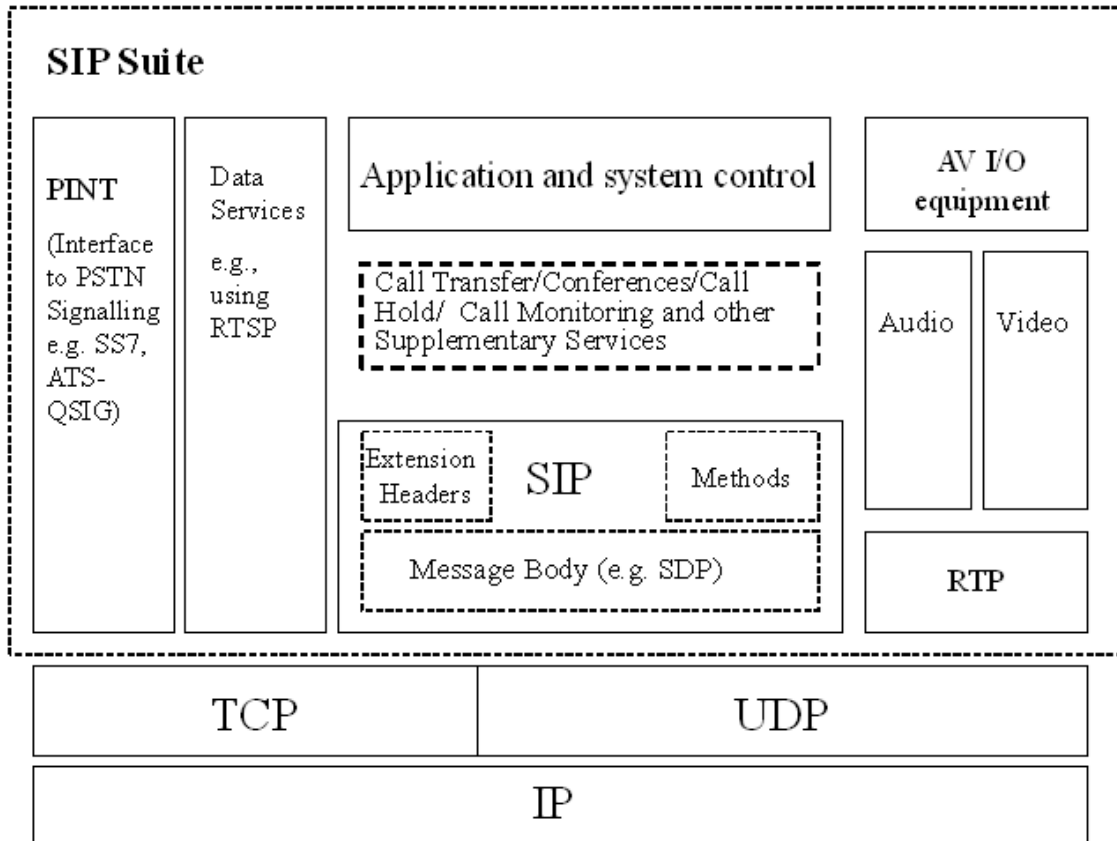 SIP Suite
PINT
(Interface
to PSTN
Signalling
e.g. SS7,
ATS-
QSIG)
Data
Services
e.g.,
using
RTSP
Application and system control
Call Transfer/Conferences/Call
Hold/ Call Monitoring and other
Supplementary Services
Extension
Headers
SIP
Methods
Message Body (e.g. SDP)
AV I/O
equipment
Audio
Video
RTP
TCP
UDP
IP